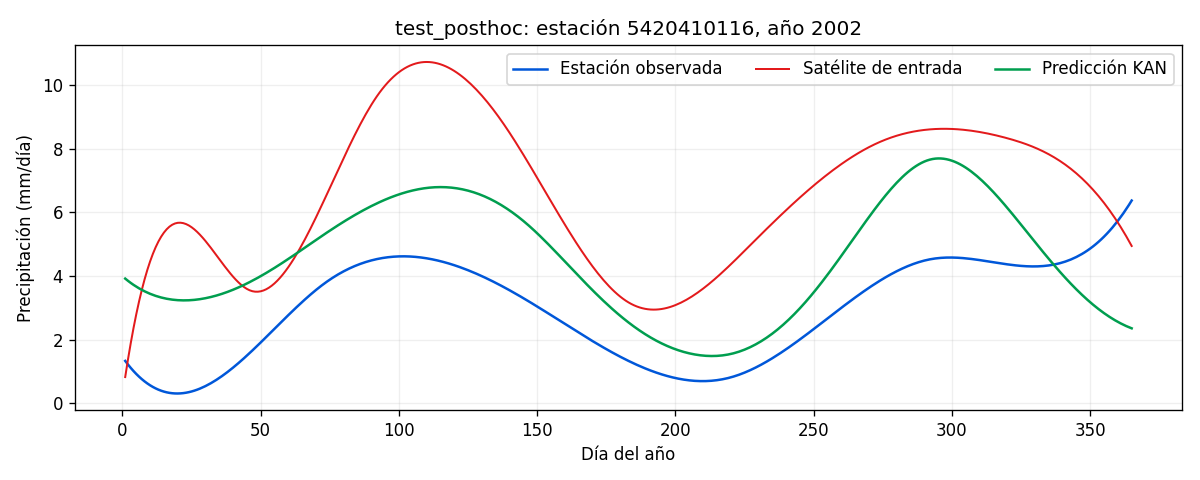 test_posthoc: estación 5420410116, año 2002
Estación observada
Satélite de entrada
Predicción KAN
Precipitación (mm/día)
10
8
6
4
2
0
0 50 100 150 200 250 300 350
Día del año